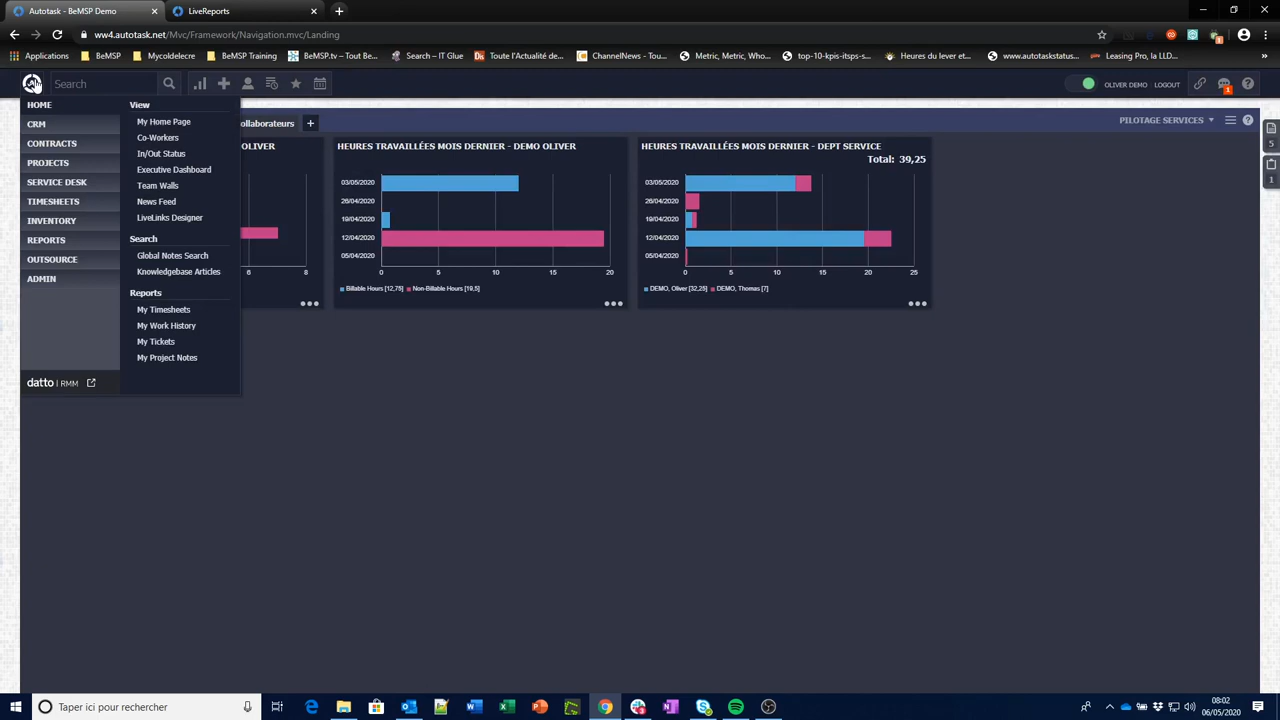 Autotask - BeMSP Demo
LiveReports
ww4.autotask.net/Mvc/Framework/Navigation.mvc/Landing
Applications
BeMSP
MycoldeReports
BeMSP Training
BeMSP.tv — Back...
Search – IT Glue
Toute l'Actualité de...
ChannelNews : ...
Metric, Metric, Who...
top-10-kpis-itsps-s...
Heures du lever et...
www.autotaskstatus...
Leasing Pro, la LLD...
Search
OLIVER DEMO
LOGOUT
1
HOME
CRM
CONTRACTS
PROJECTS
SERVICE DESK
TIMESHEETS
INVENTORY
REPORTS
OUTSOURCE
ADMIN
datto | RMM
View
My Home Page
Co-Workers
In/Out Status
Executive Dashboard
Team Wall
News Feed
LiveLinks Designer
Search
Global Notes Search
Knowledgebase Articles
Reports
My Timesheets
My Work History
My Tickets
My Project Notes
ollaborateurs
PILOTAGE SERVICES
5
1
OLIVER
6
8
HEURES TRAVAILLÉES MOIS DERNIER - DEMO OLIVER
03/05/2020
26/04/2020
19/04/2020
12/04/2020
05/04/2020
0
5
10
15
20
Billable Hours [12,75]
Non-Billable Hours [19,5]
HEURES TRAVAILLÉES MOIS DERNIER - DEPT SERVICE
Total: 39,25
03/05/2020
26/04/2020
19/04/2020
12/04/2020
05/04/2020
0
5
10
15
20
25
DEMO, Oliver [32,25]
DEMO, Thomas [7]
Taper ici pour rechercher
08:02
06/05/2020